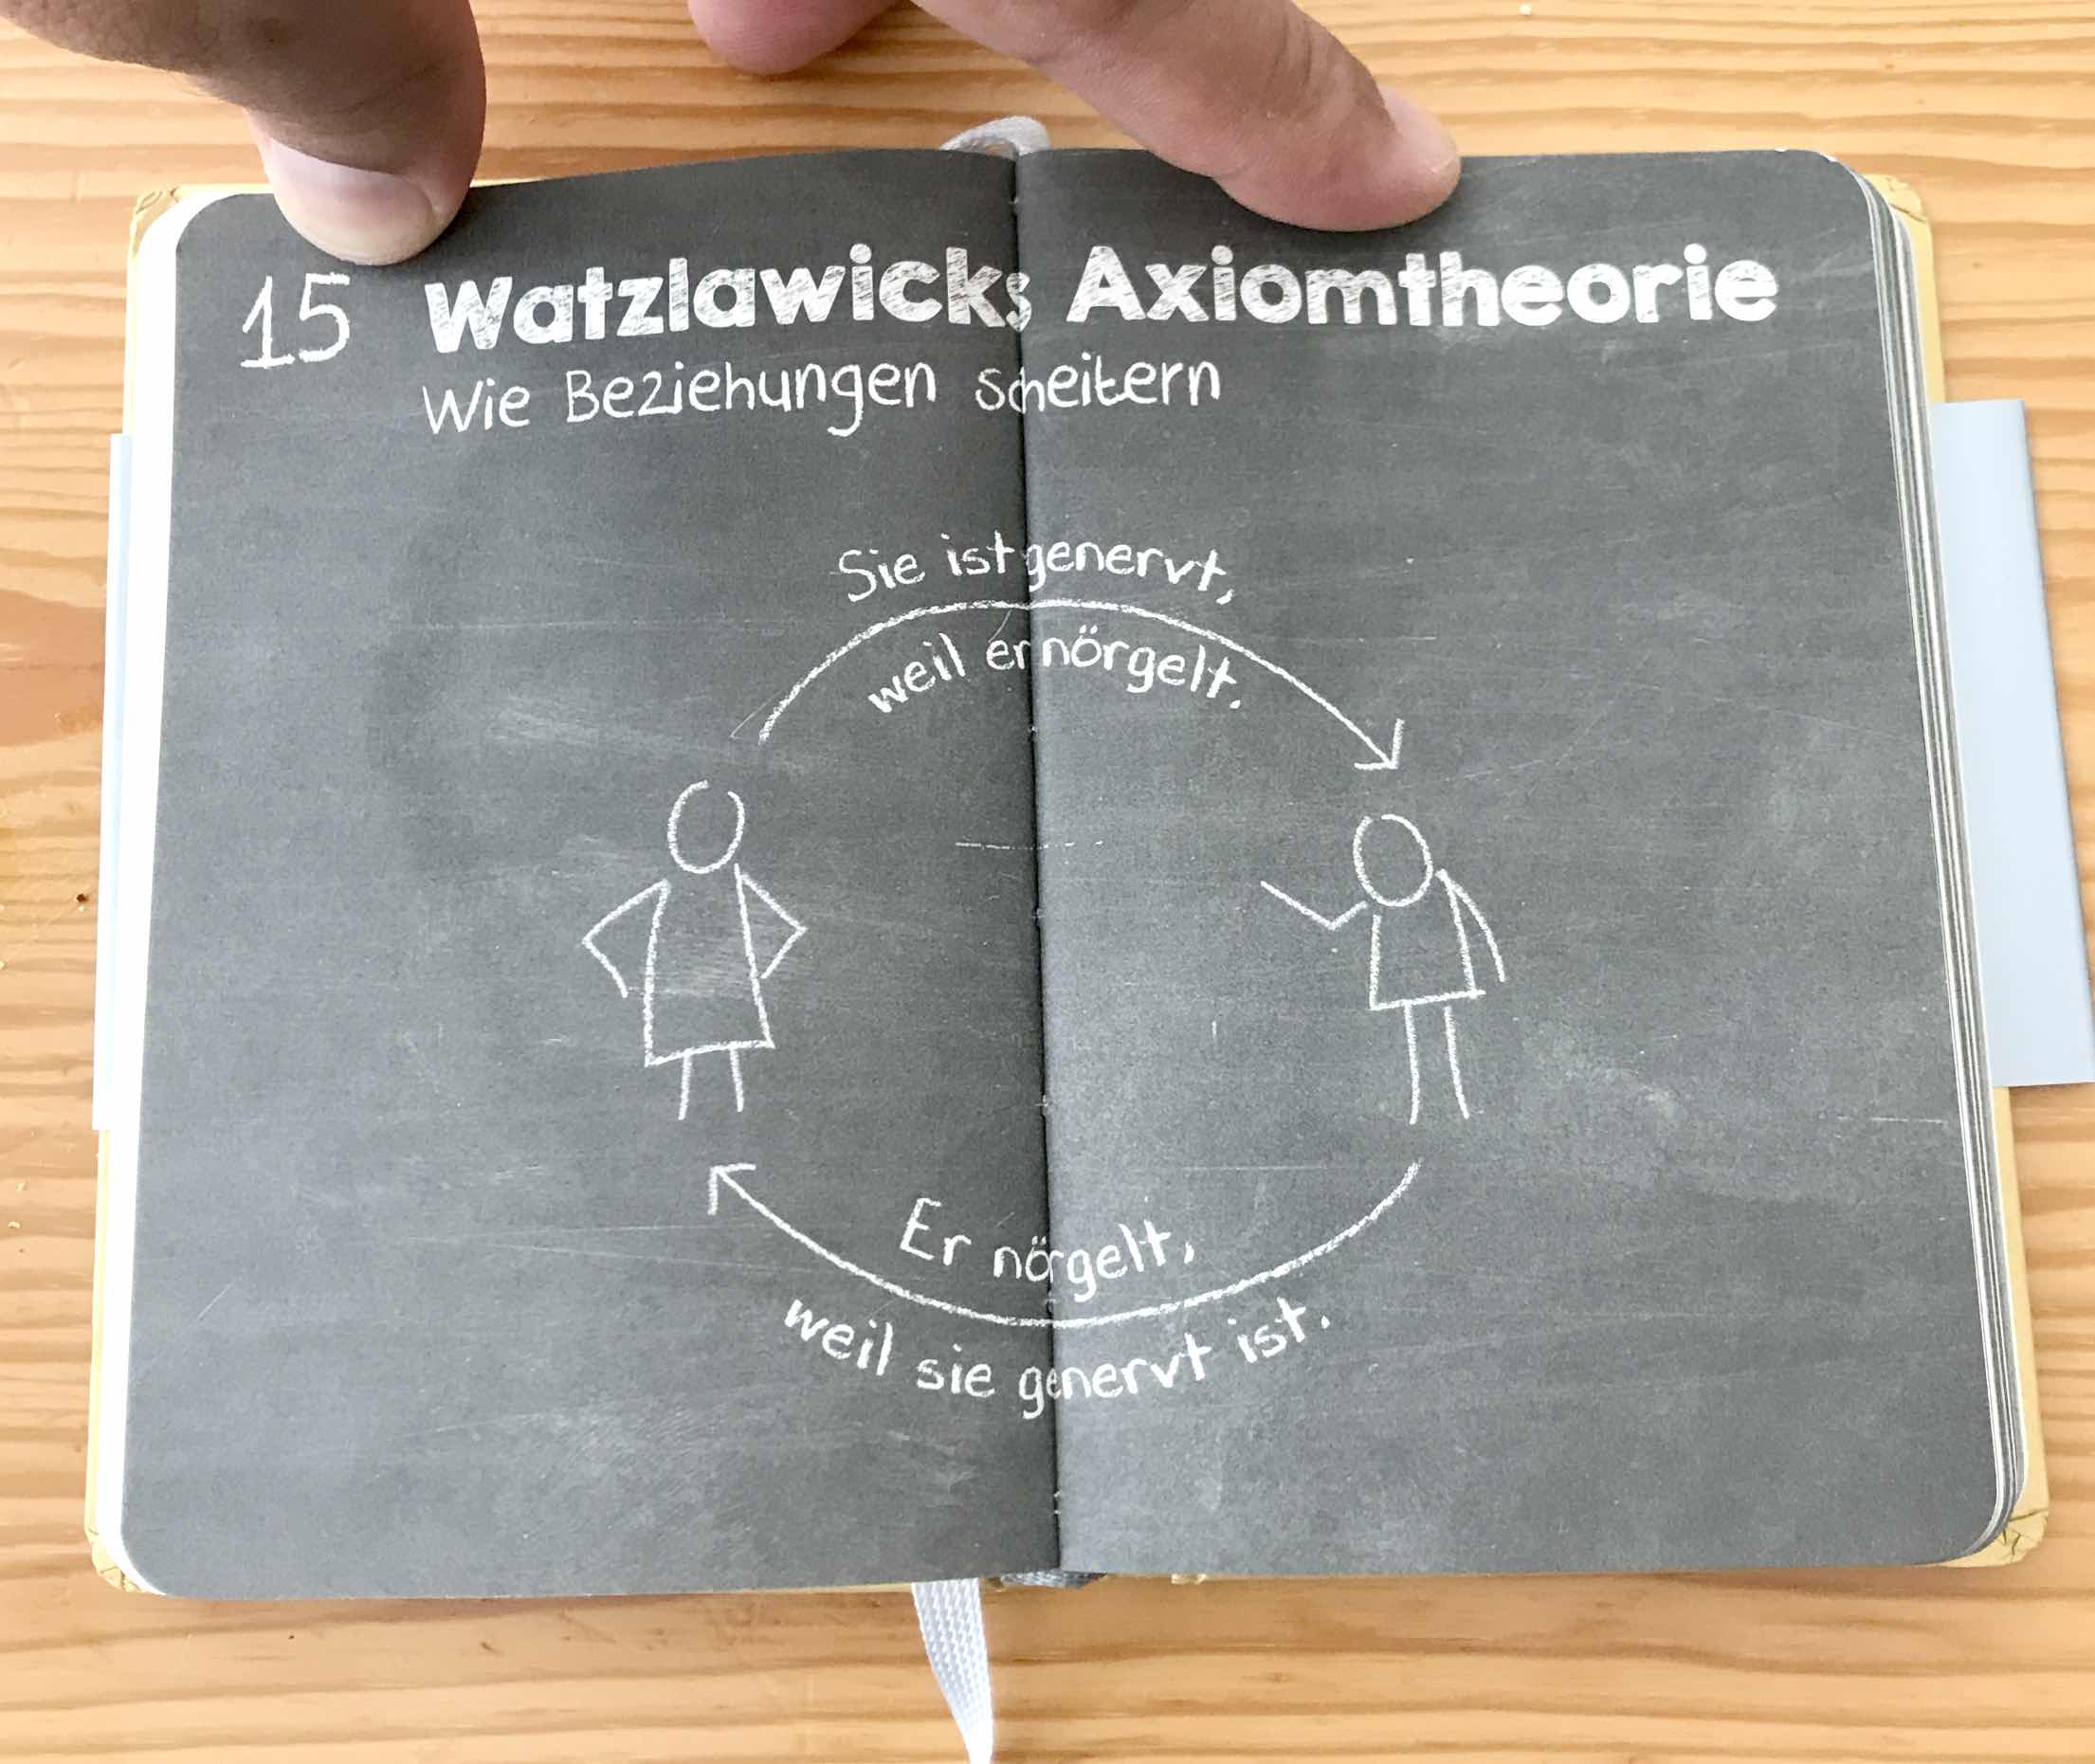 15 Watzlawicks Axiomtheorie
Wie Beziehungen scheitern
Sie ist genervt,
weil er nörgelt.
Er nörgelt,
weil sie genervt ist.